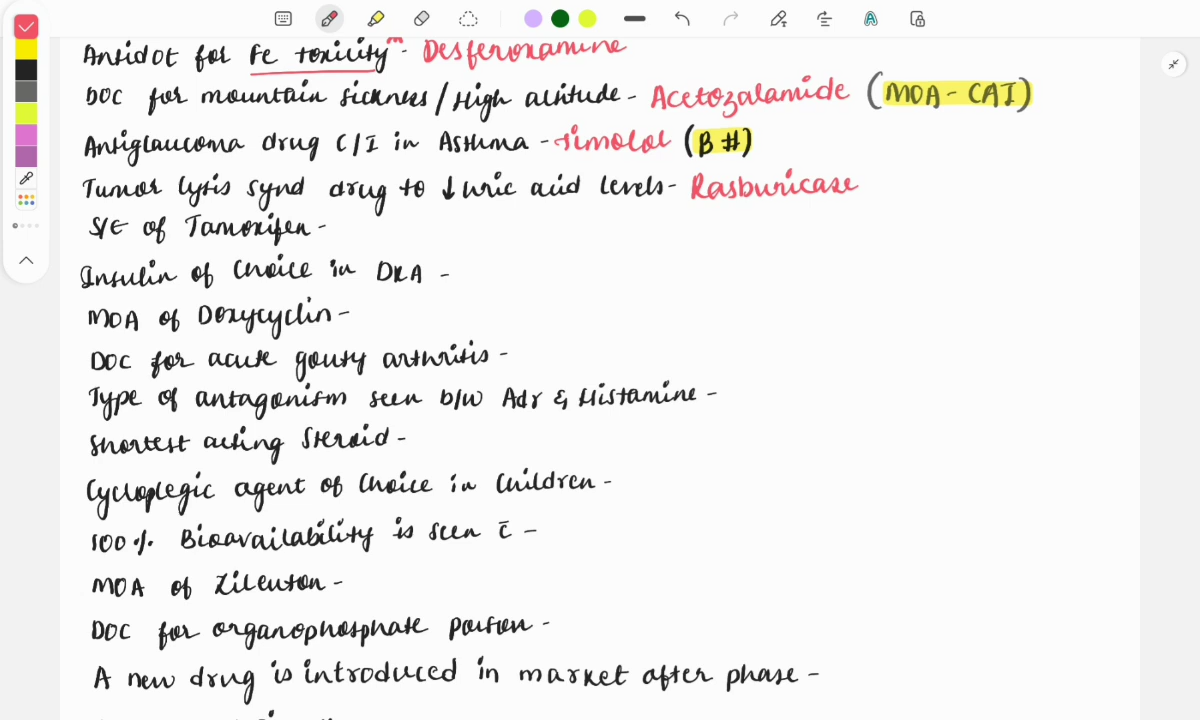 Antidot for Fe toxicity - Desferoxamine
DOC for mountain sickness/High altitude - Acetozalamide (MOA - CAI)
Antiglaucoma drug C/I in Asthma - Timolol (B #)
Tumor lysis synd drug to ↓ uric acid levels - Rasburicase
S/E of Tamoxifen -
Insulin of Choice in DKA -
MOA of Doxycyclin -
DOC for acute gouty arthritis -
Type of antagonism seen b/w Adr & Histamine -
Shortest acting Steroid -
Cycloplegic agent of Choice in Children -
100% Bioavailability is seen c̄ -
MOA of Zileuton -
DOC for organophosphate poison -
A new drug is introduced in market after phase -